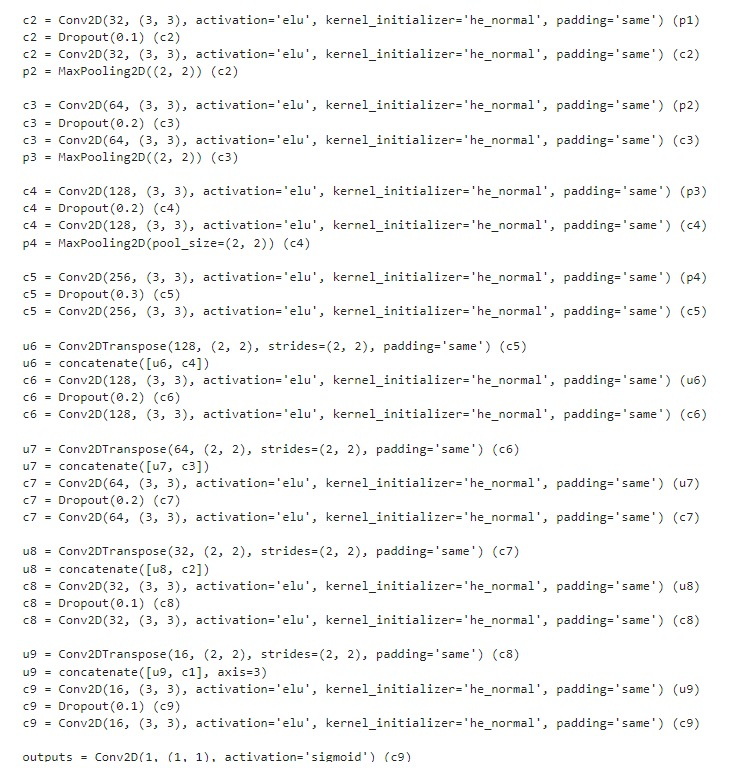 c2 = Conv2D(32, (3, 3), activation='elu', kernel_initializer='he_normal', padding='same') (p1)
c2 = Dropout(0.1) (c2)
c2 = Conv2D(32, (3, 3), activation='elu', kernel_initializer='he_normal', padding='same') (c2)
p2 = MaxPooling2D((2, 2)) (c2)

c3 = Conv2D(64, (3, 3), activation='elu', kernel_initializer='he_normal', padding='same') (p2)
c3 = Dropout(0.2) (c3)
c3 = Conv2D(64, (3, 3), activation='elu', kernel_initializer='he_normal', padding='same') (c3)
p3 = MaxPooling2D((2, 2)) (c3)

c4 = Conv2D(128, (3, 3), activation='elu', kernel_initializer='he_normal', padding='same') (p3)
c4 = Dropout(0.2) (c4)
c4 = Conv2D(128, (3, 3), activation='elu', kernel_initializer='he_normal', padding='same') (c4)
p4 = MaxPooling2D(pool_size=(2, 2)) (c4)

c5 = Conv2D(256, (3, 3), activation='elu', kernel_initializer='he_normal', padding='same') (p4)
c5 = Dropout(0.3) (c5)
c5 = Conv2D(256, (3, 3), activation='elu', kernel_initializer='he_normal', padding='same') (c5)

u6 = Conv2DTranspose(128, (2, 2), strides=(2, 2), padding='same') (c5)
u6 = concatenate([u6, c4])
c6 = Conv2D(128, (3, 3), activation='elu', kernel_initializer='he_normal', padding='same') (u6)
c6 = Dropout(0.2) (c6)
c6 = Conv2D(128, (3, 3), activation='elu', kernel_initializer='he_normal', padding='same') (c6)

u7 = Conv2DTranspose(64, (2, 2), strides=(2, 2), padding='same') (c6)
u7 = concatenate([u7, c3])
c7 = Conv2D(64, (3, 3), activation='elu', kernel_initializer='he_normal', padding='same') (u7)
c7 = Dropout(0.2) (c7)
c7 = Conv2D(64, (3, 3), activation='elu', kernel_initializer='he_normal', padding='same') (c7)

u8 = Conv2DTranspose(32, (2, 2), strides=(2, 2), padding='same') (c7)
u8 = concatenate([u8, c2])
c8 = Conv2D(32, (3, 3), activation='elu', kernel_initializer='he_normal', padding='same') (u8)
c8 = Dropout(0.1) (c8)
c8 = Conv2D(32, (3, 3), activation='elu', kernel_initializer='he_normal', padding='same') (c8)

u9 = Conv2DTranspose(16, (2, 2), strides=(2, 2), padding='same') (c8)
u9 = concatenate([u9, c1], axis=3)
c9 = Conv2D(16, (3, 3), activation='elu', kernel_initializer='he_normal', padding='same') (u9)
c9 = Dropout(0.1) (c9)
c9 = Conv2D(16, (3, 3), activation='elu', kernel_initializer='he_normal', padding='same') (c9)

outputs = Conv2D(1, (1, 1), activation='sigmoid') (c9)